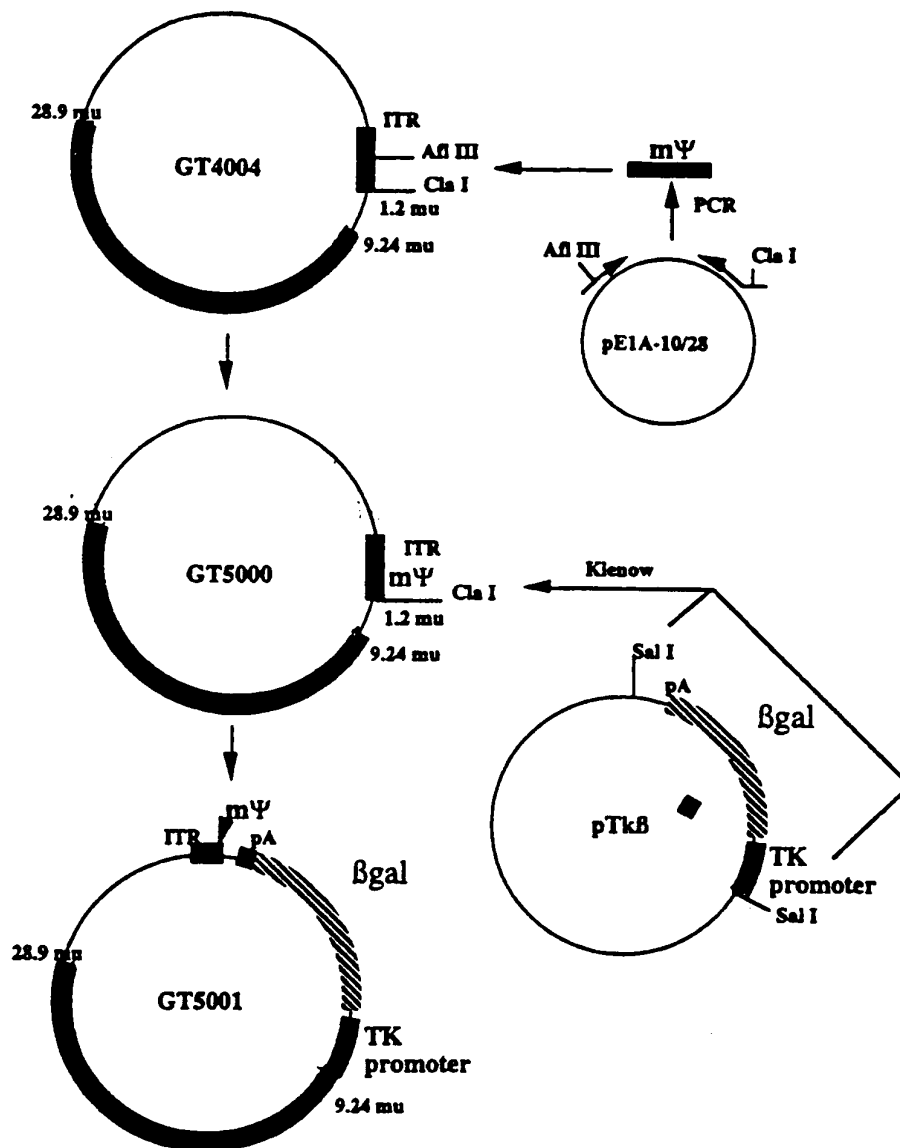 28.9 mu
ITR
GT4004
Afl III
Cla I
1.2 mu
9.24 mu
mΨ
PCR
Afl III
Cla I
pE1A-10/28
28.9 mu
ITR
mΨ
GT5000
Cla I
1.2 mu
9.24 mu
Klenow
Sal I
pA
ßgal
pTkß
TK
promoter
Sal I
mΨ
ITR
pA
ßgal
28.9 mu
GT5001
TK
promoter
9.24 mu